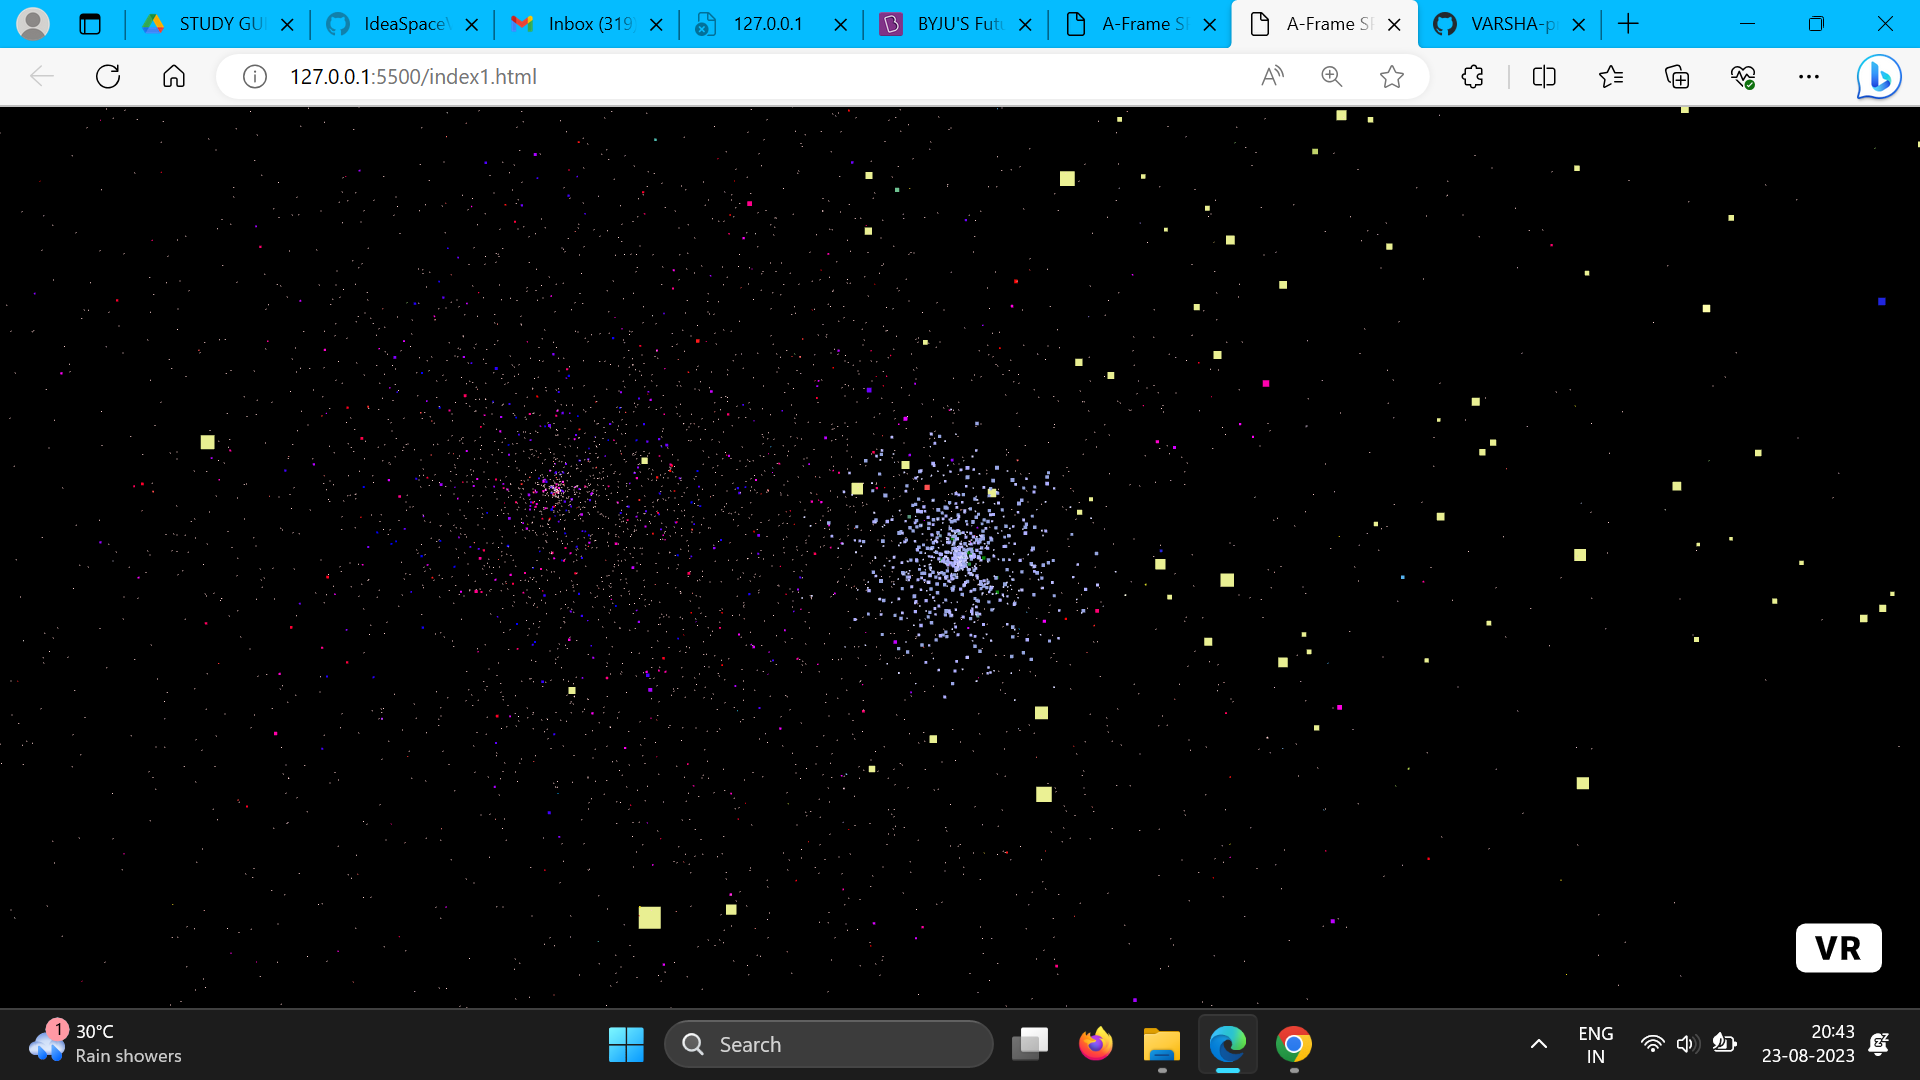 STUDY GU
IdeaSpace
Inbox (319)
127.0.0.1
BYJU'S Fut
A-Frame S
A-Frame S
VARSHA-p
127.0.0.1:5500/index1.html
VR
1
30°C
Rain showers
Search
ENG
IN
20:43
23-08-2023